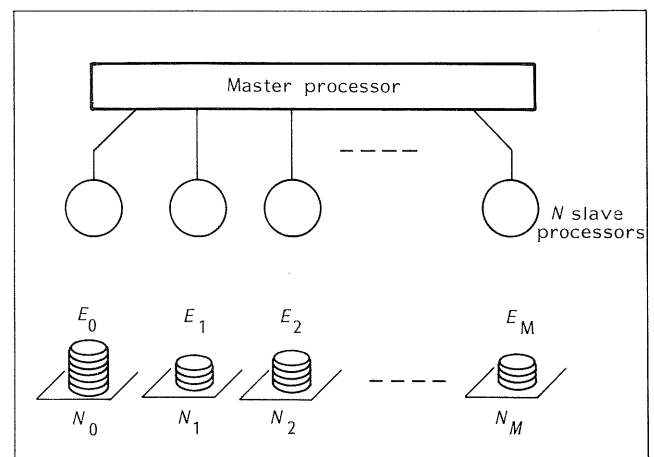 Master processor
N slave
processors
E0 E1 E2 EM
N0 N1 N2 NM